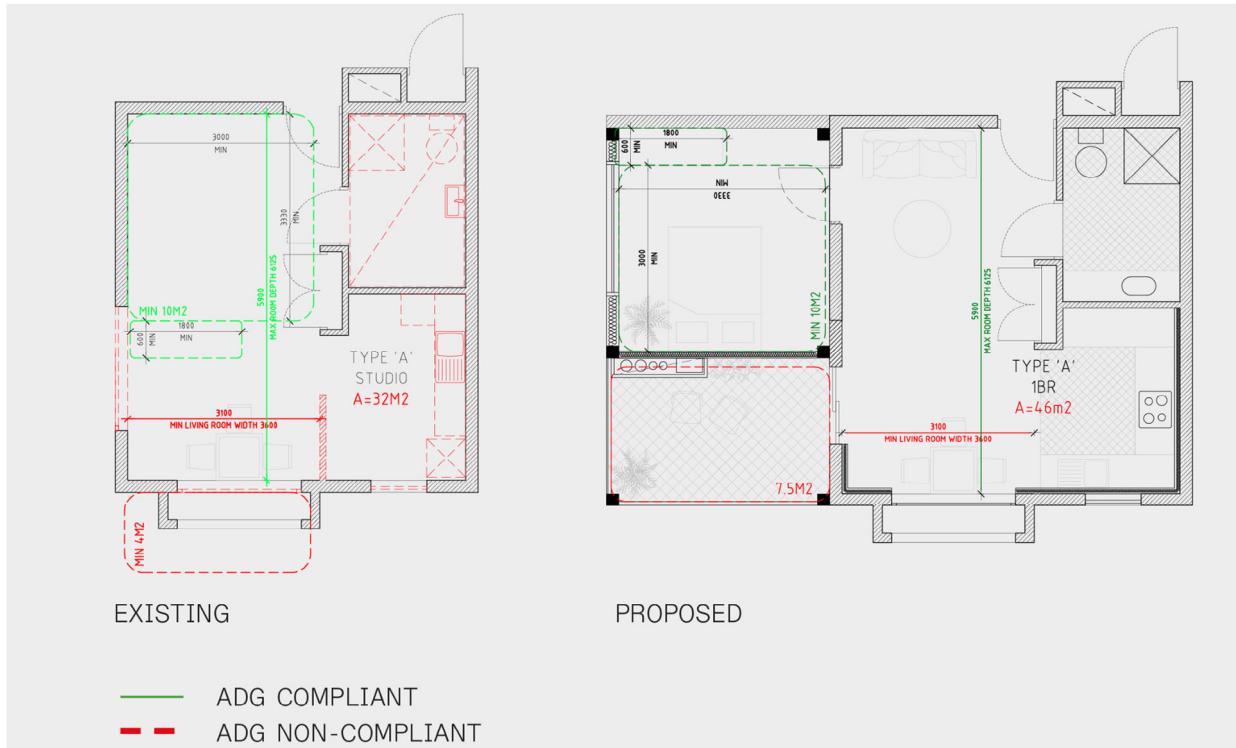 3000
MIN
3330
MIN
5900
MAX ROOM DEPTH 6125
MIN 10M2
1800
MIN
600
MIN
TYPE 'A'
STUDIO
A=32M2
3100
MIN LIVING ROOM WIDTH 3600
MIN 4M2
EXISTING
1800
MIN
600
MIN
3330
MIN
3000
MIN
MIN 10M2
5900
MAX ROOM DEPTH 6125
TYPE 'A'
1BR
A=46m2
3100
MIN LIVING ROOM WIDTH 3600
7.5M2
PROPOSED
ADG COMPLIANT
ADG NON-COMPLIANT